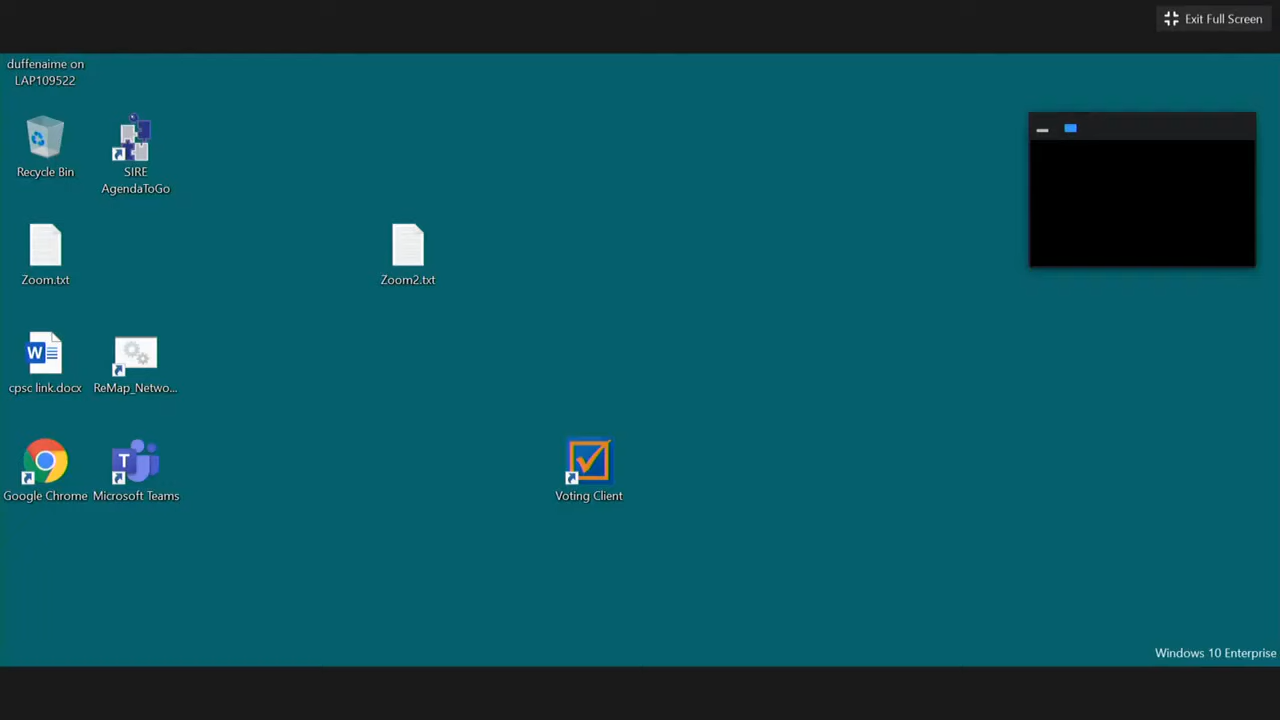 Exit Full Screen
duffenaime on
LAP109522
Recycle Bin
SIRE
AgendaToGo
Zoom.txt
Zoom2.txt
cpsc link.docx
ReMap_Netwo...
Google Chrome
Microsoft Teams
Voting Client
Windows 10 Enterprise